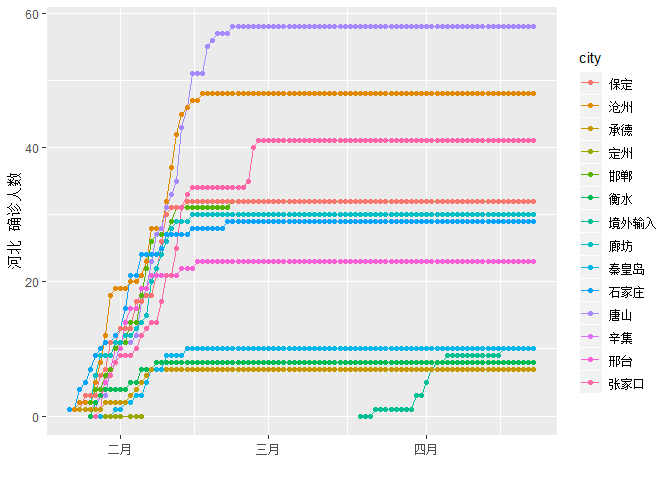 60
40
20
0
河北 确诊人数
二月
三月
四月
city
保定
沧州
承德
定州
邯郸
衡水
境外输入
廊坊
秦皇岛
石家庄
唐山
辛集
邢台
张家口